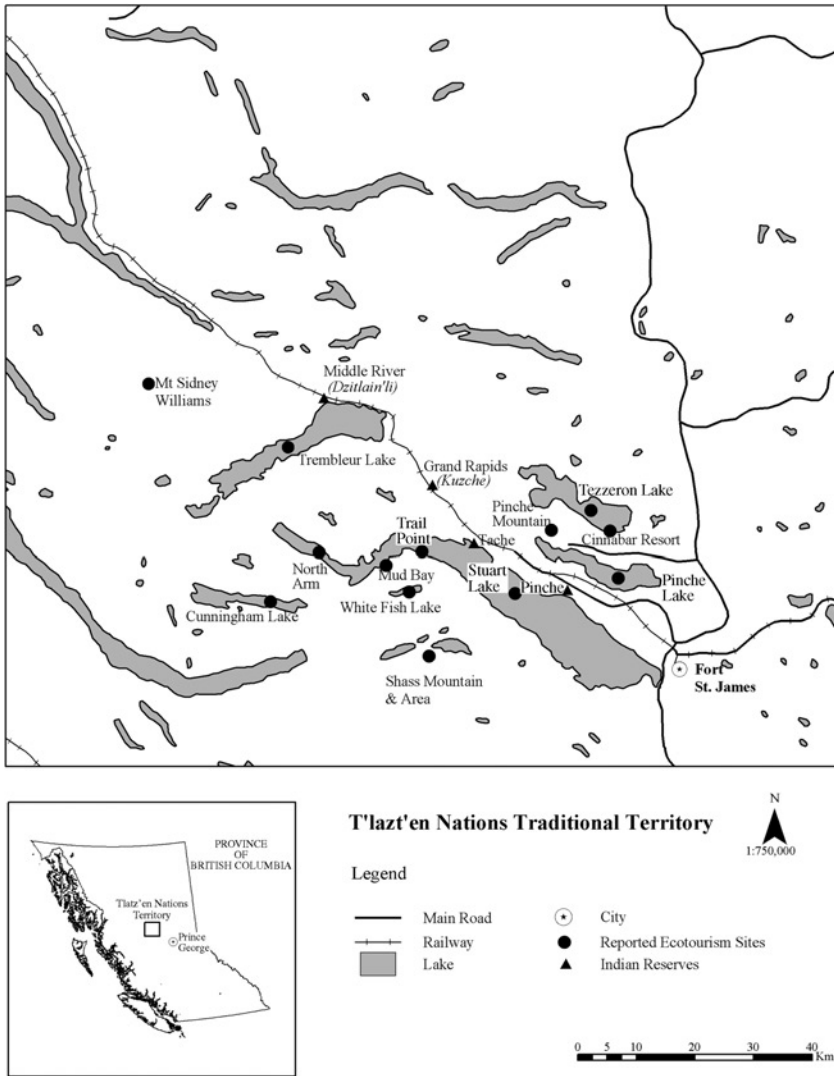 Mt Sidney
Williams
Middle River
(Dzitlain'li)
Trembleur Lake
Grand Rapids
(Kuzche)
Tezzeron Lake
Pinche
Mountain
Cinnabar Resort
Trail
Point
Tache
North
Arm
Mud Bay
Stuart
Lake
Pinche
Pinche
Lake
White Fish Lake
Cunningham Lake
Shass Mountain
& Area
Fort
St. James
PROVINCE
OF
BRITISH COLUMBIA
Tlatz'en Nations
Territory
Prince
George
T'lazt'en Nations Traditional Territory
N
1:750,000
Legend
Main Road
City
Railway
Reported Ecotourism Sites
Lake
Indian Reserves
0 5 10 20 30 40
Km